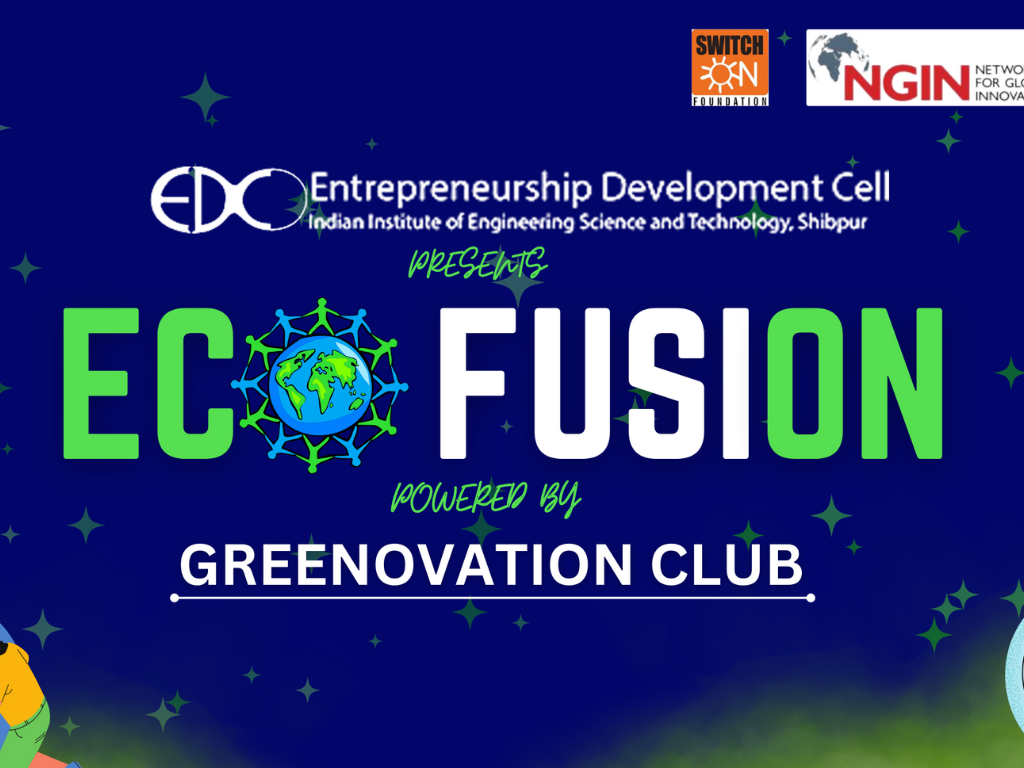 SWITCH
ON
FOUNDATION
NGIN
FOR
EDC Entrepreneurship Development Cell
Indian Institute of Engineering Science and Technology, Shibpur
PRESENTS
ECO FUSION
POWERED BY
GREENOVATION CLUB